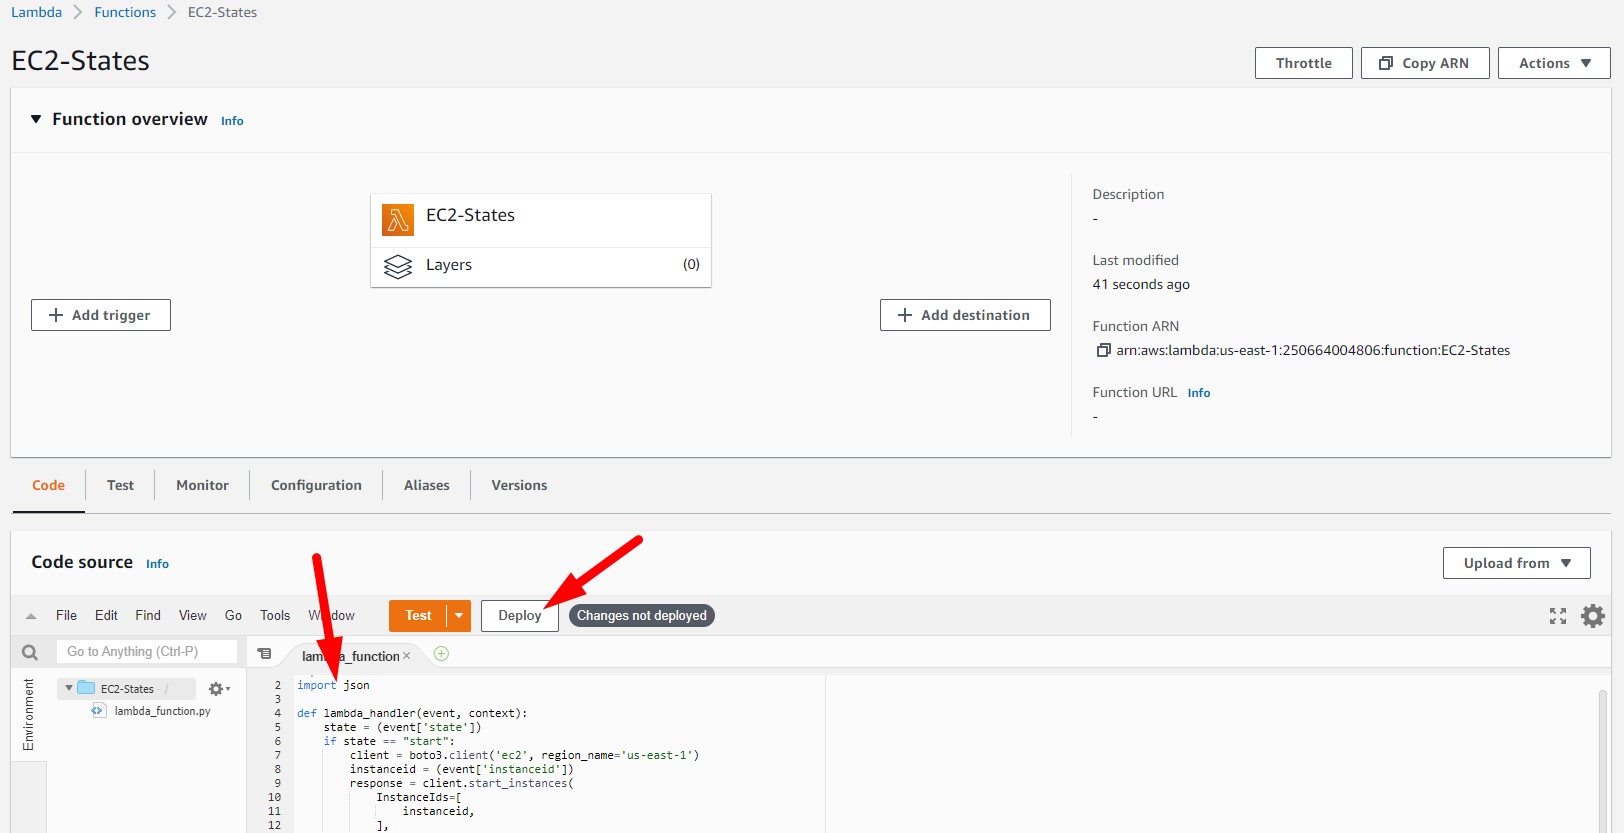 Lambda > Functions > EC2-States
EC2-States
Throttle Copy ARN Actions
Function overview Info
EC2-States
Layers (0)
Add trigger
Add destination
Description
-
Last modified
41 seconds ago
Function ARN
arn:aws:lambda:us-east-1:250664004806:function:EC2-States
Function URL Info
-
Code Test Monitor Configuration Aliases Versions
Code source Info
Upload from
File Edit Find View Go Tools Window Test Deploy Changes not deployed
Go to Anything (Ctrl-P)
lambda_function ×
Environment
EC2-States - /
lambda_function.py
2 import json
3
4 def lambda_handler(event, context):
5 state = (event['state'])
6 if state == "start":
7 client = boto3.client('ec2', region_name='us-east-1')
8 instanceid = (event['instanceid'])
9 response = client.start_instances(
10 InstanceIds=[
11 instanceid,
12 ],